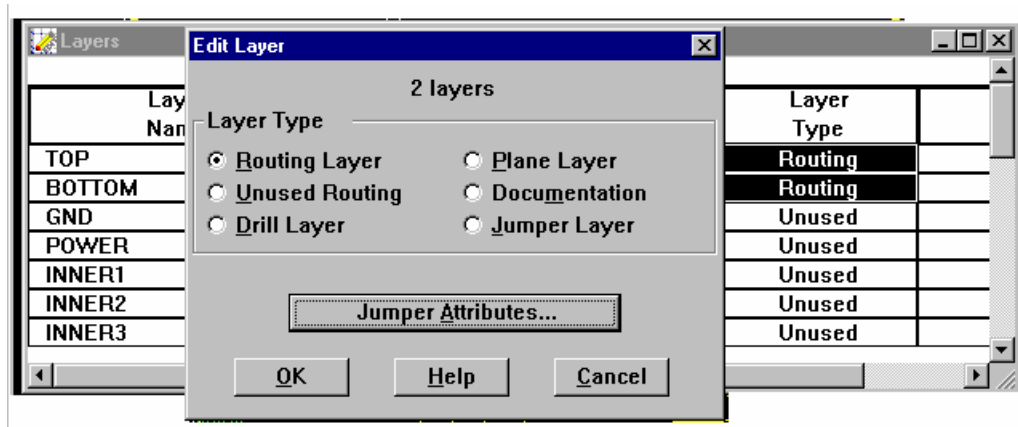 Layers
Edit Layer
2 layers
Lay
Nam
Layer
Type
Layer Type
Routing Layer
Plane Layer
Unused Routing
Documentation
Drill Layer
Jumper Layer
TOP
Routing
BOTTOM
Routing
GND
Unused
POWER
Unused
INNER1
Unused
INNER2
Unused
INNER3
Unused
Jumper Attributes...
OK
Help
Cancel